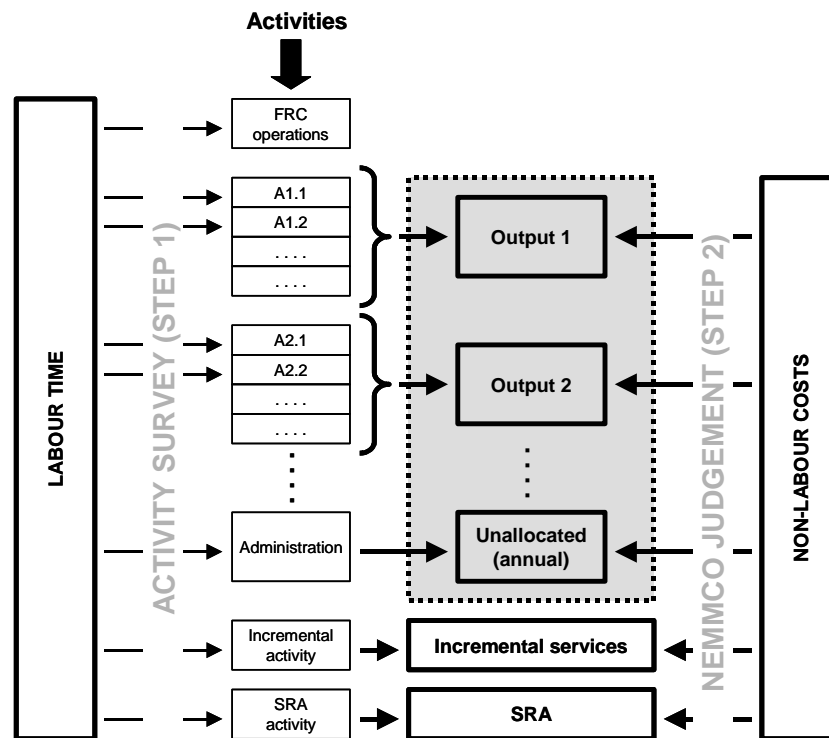 Activities
LABOUR TIME
ACTIVITY SURVEY (STEP 1)
FRC
operations
A1.1
A1.2
. . . .
. . . .
A2.1
A2.2
. . . .
. . . .
Administration
Incremental
activity
SRA
activity
Output 1
Output 2
Unallocated
(annual)
Incremental services
SRA
NEMMCO JUDGEMENT (STEP 2)
NON-LABOUR COSTS